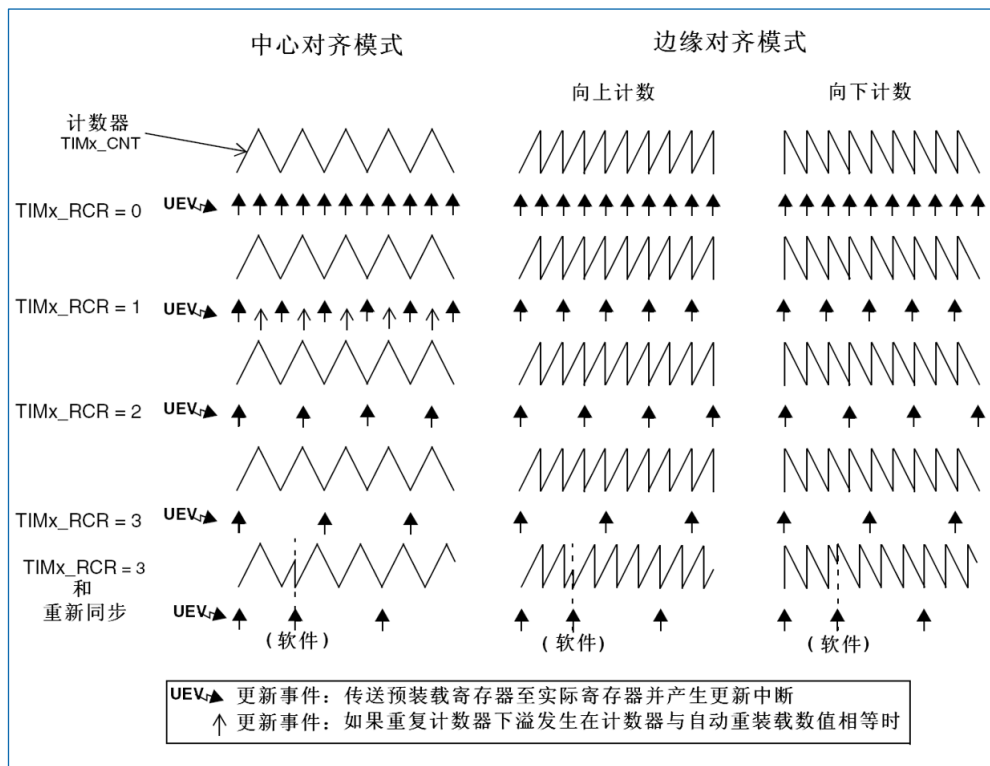 中心对齐模式
边缘对齐模式
向上计数
向下计数
计数器
TIMx_CNT
TIMx_RCR = 0
UEV
TIMx_RCR = 1
UEV
TIMx_RCR = 2
UEV
TIMx_RCR = 3
UEV
TIMx_RCR = 3
和
重新同步
UEV
(软件)
(软件)
(软件)
UEV 更新事件：传送预装载寄存器至实际寄存器并产生更新中断
更新事件：如果重复计数器下溢发生在计数器与自动重装载数值相等时